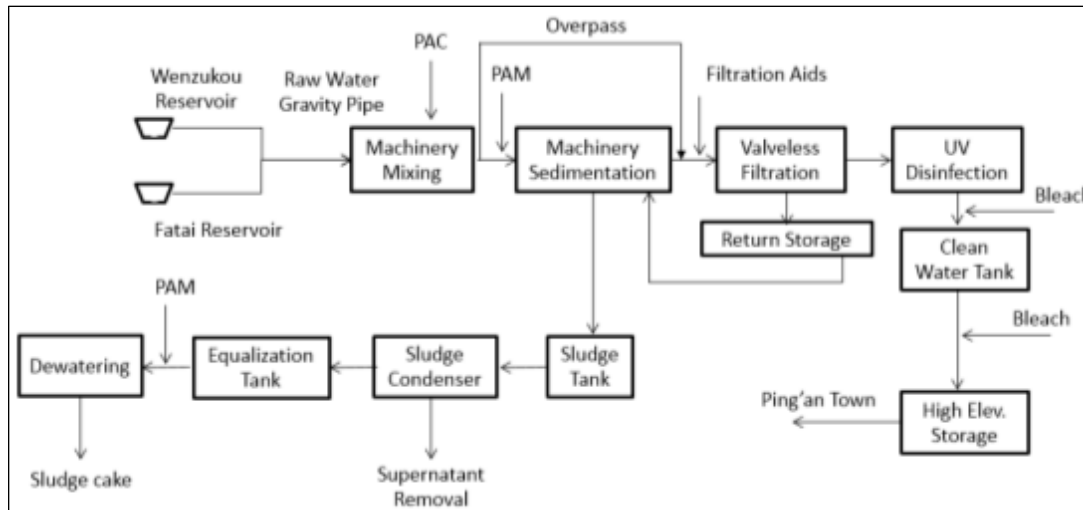 Overpass
PAC
PAM
Filtration Aids
Wenzukou
Reservoir
Raw Water
Gravity Pipe
Machinery
Mixing
Machinery
Sedimentation
Valveless
Filtration
UV
Disinfection
Fatai Reservoir
Return Storage
Bleach
Clean
Water Tank
PAM
Bleach
Dewatering
Equalization
Tank
Sludge
Condenser
Sludge
Tank
Ping'an Town
High Elev.
Storage
Sludge cake
Supernatant
Removal